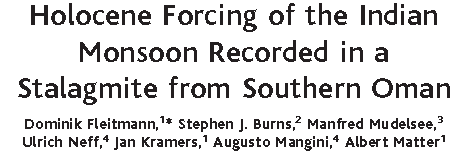 Holocene Forcing of the Indian
Monsoon Recorded in a
Stalagmite from Southern Oman
Dominik Fleitmann,¹* Stephen J. Burns,² Manfred Mudelsee,³
Ulrich Neff,⁴ Jan Kramers,¹ Augusto Mangini,⁴ Albert Matter¹